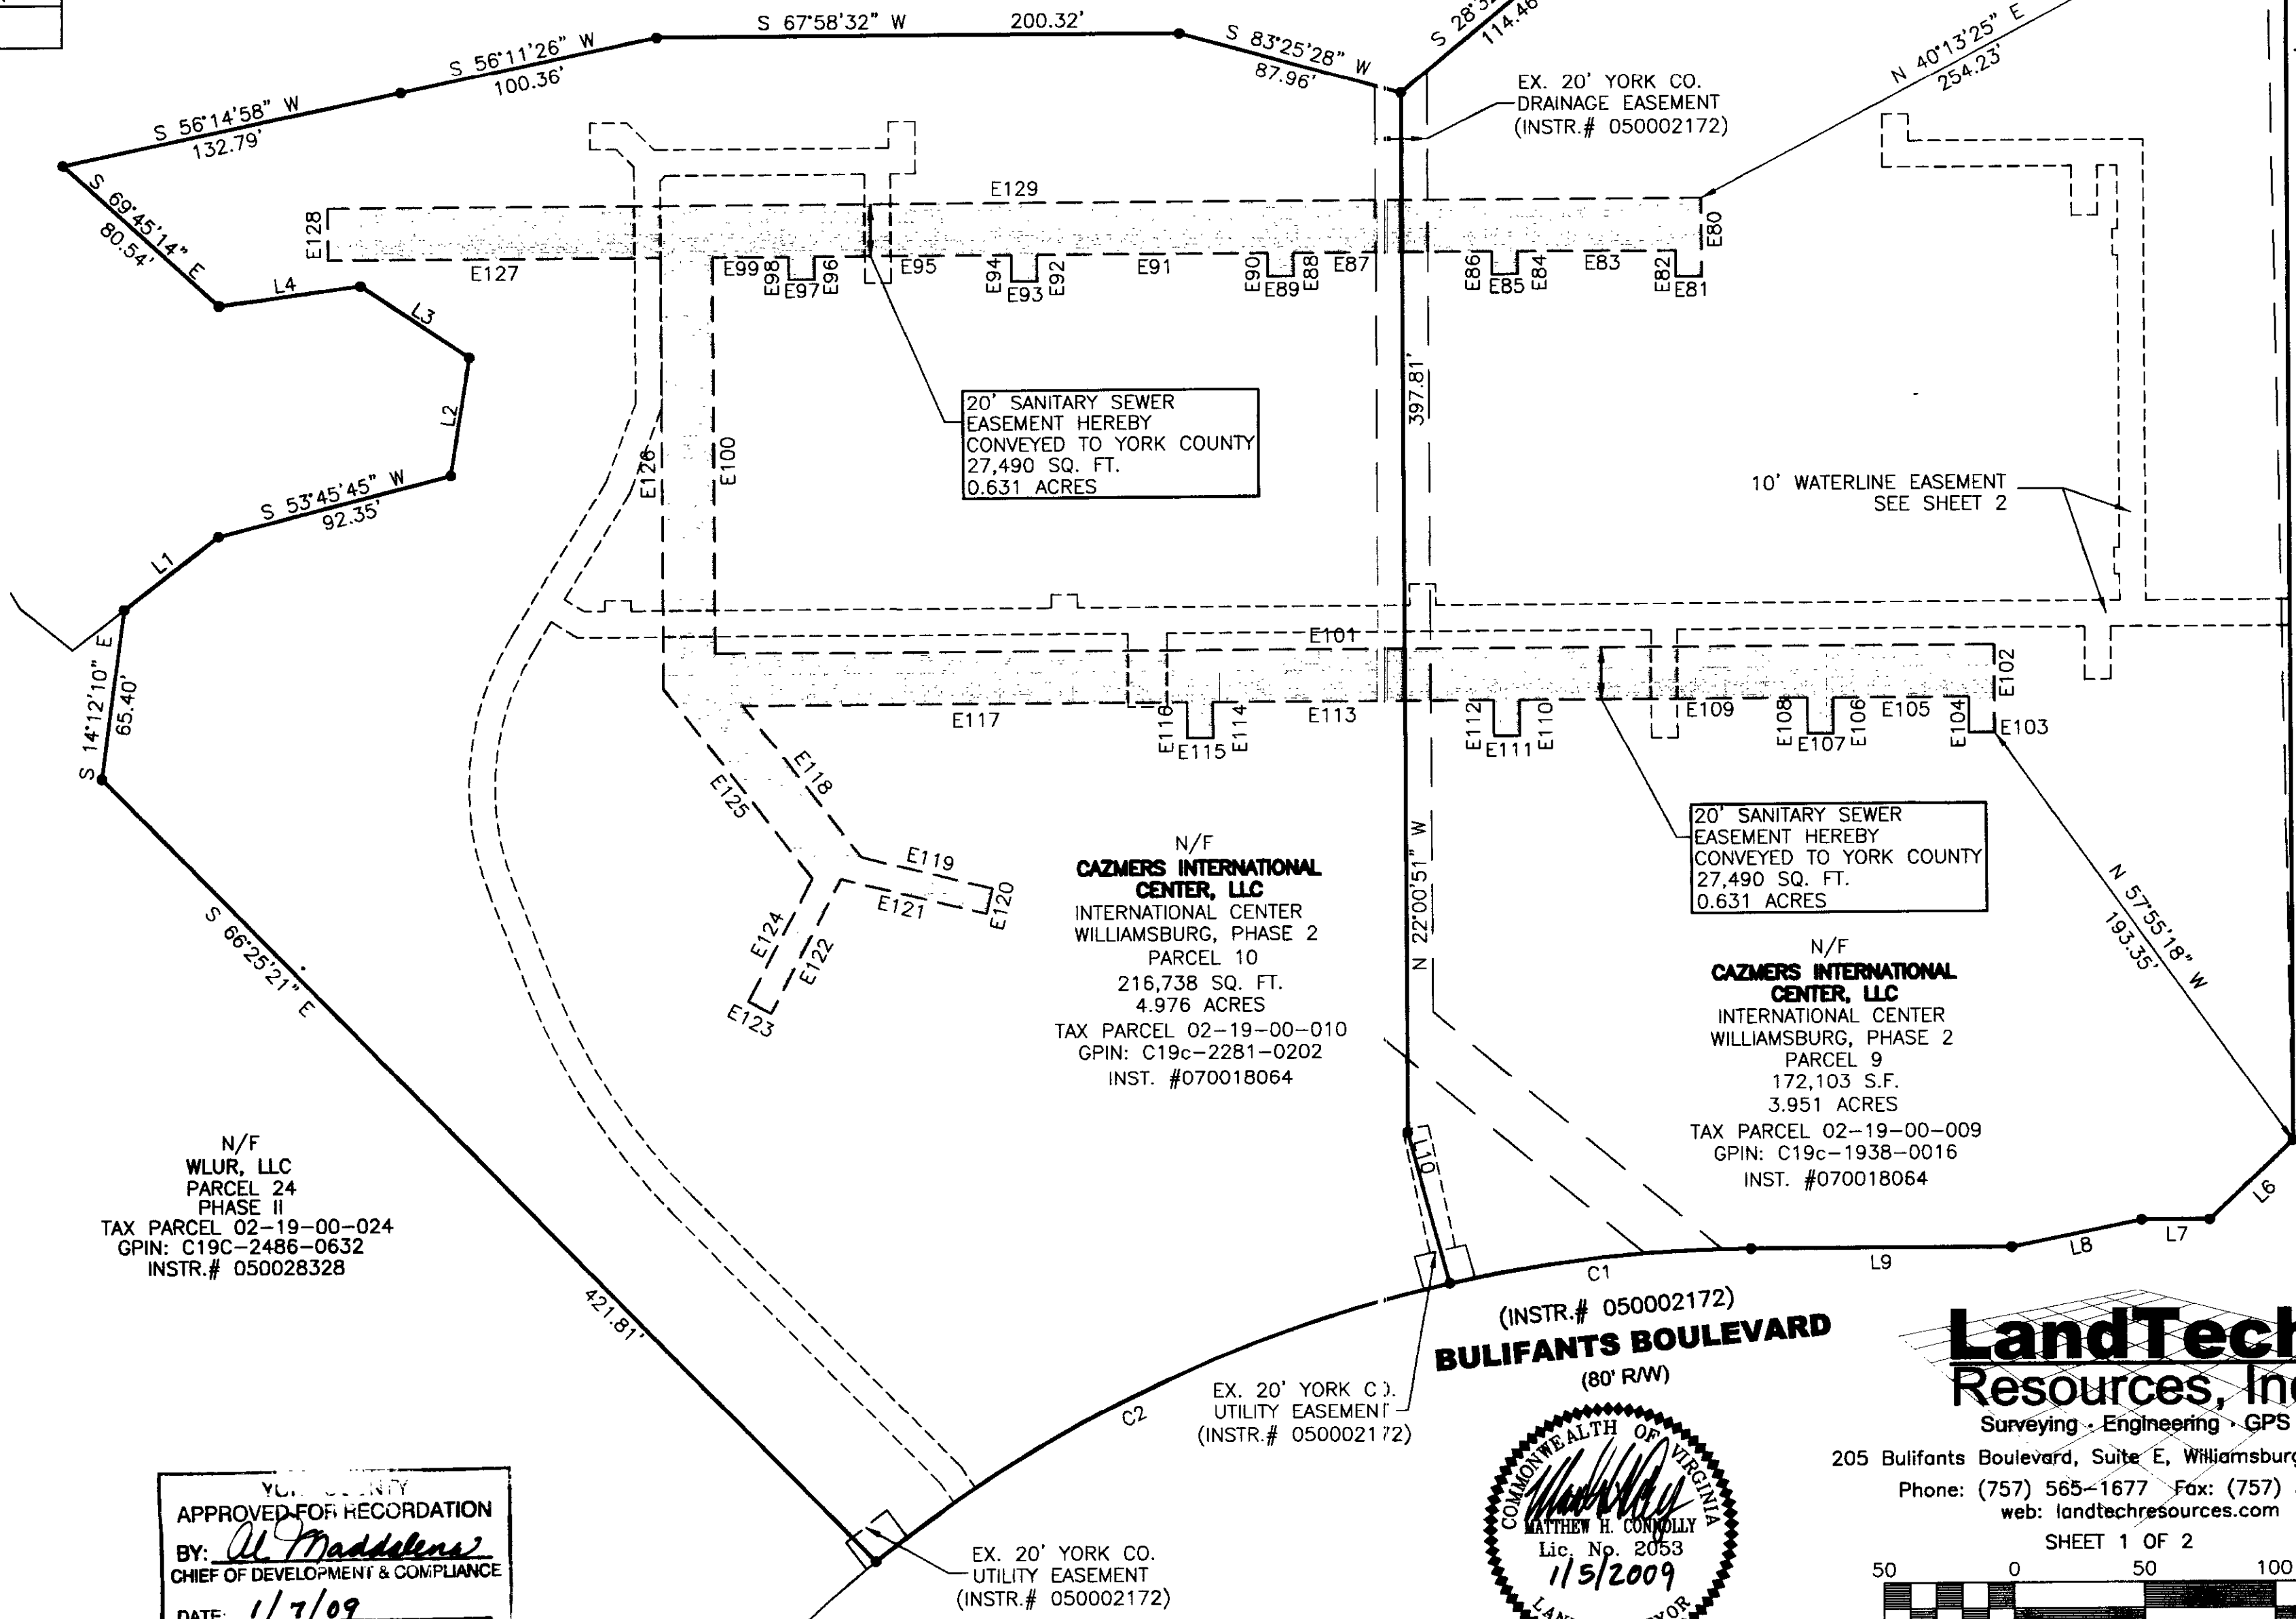 S 67°58'32" W 200.32'
S 56°11'26" W
100.36'
S 56°14'58" W
132.79'
S 83°25'28" W
87.96'
114.46'
N 40°13'25" E
254.23'
EX. 20' YORK CO.
DRAINAGE EASEMENT
(INSTR.# 050002172)
S 69°45'14" E
80.54'
E128
E129
E80
E127
E99
E98
E97
E96
E95
E94
E93
E92
E91
E90
E89
E88
E87
E86
E85
E84
E83
E82
E81
L4
L3
L2
S 53°45'45" W
92.35'
L1
S 14°12'10" E
65.40'
S
E126
E100
20' SANITARY SEWER
EASEMENT HEREBY
CONVEYED TO YORK COUNTY
27,490 SQ. FT.
0.631 ACRES
397.81'
10' WATERLINE EASEMENT
SEE SHEET 2
E101
E102
E117
E116
E115
E114
E113
E112
E111
E110
E109
E108
E107
E106
E105
E104
E103
E118
E125
E119
E120
E121
E124
E122
E123
N/F
CAZMERS INTERNATIONAL
CENTER, LLC
INTERNATIONAL CENTER
WILLIAMSBURG, PHASE 2
PARCEL 10
216,738 SQ. FT.
4.976 ACRES
TAX PARCEL 02-19-00-010
GPIN: C19c-2281-0202
INST. #070018064
N 22°00'51" W
20' SANITARY SEWER
EASEMENT HEREBY
CONVEYED TO YORK COUNTY
27,490 SQ. FT.
0.631 ACRES
N/F
CAZMERS INTERNATIONAL
CENTER, LLC
INTERNATIONAL CENTER
WILLIAMSBURG, PHASE 2
PARCEL 9
172,103 S.F.
3.951 ACRES
TAX PARCEL 02-19-00-009
GPIN: C19c-1938-0016
INST. #070018064
N 57°55'18" W
193.35'
S 66°25'21" E
421.81'
N/F
WLUR, LLC
PARCEL 24
PHASE II
TAX PARCEL 02-19-00-024
GPIN: C19C-2486-0632
INSTR.# 050028328
L10
L6
L7
L8
L9
C1
C2
(INSTR.# 050002172)
BULIFANTS BOULEVARD
(80' R/W)
EX. 20' YORK CO.
UTILITY EASEMENT
(INSTR.# 050002172)
EX. 20' YORK CO.
UTILITY EASEMENT
(INSTR.# 050002172)
COMMONWEALTH OF VIRGINIA
MATTHEW H. CONNOLLY
Lic. No. 2053
1/5/2009
LandTech
Resources, Inc
Surveying · Engineering · GPS
205 Bulifants Boulevard, Suite E, Williamsburg
Phone: (757) 565-1677 Fax: (757)
web: landtechresources.com
SHEET 1 OF 2
50 0 50 100
APPROVED FOR RECORDATION
BY: Al Maddalena
CHIEF OF DEVELOPMENT & COMPLIANCE
DATE: 1/7/09